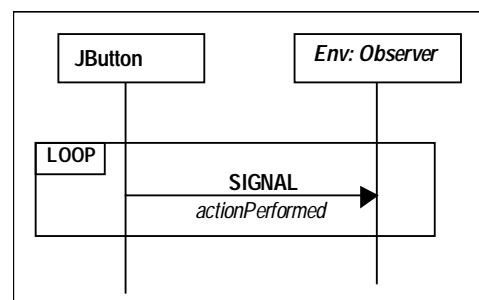 JButton
Env: Observer
LOOP
SIGNAL
actionPerformed